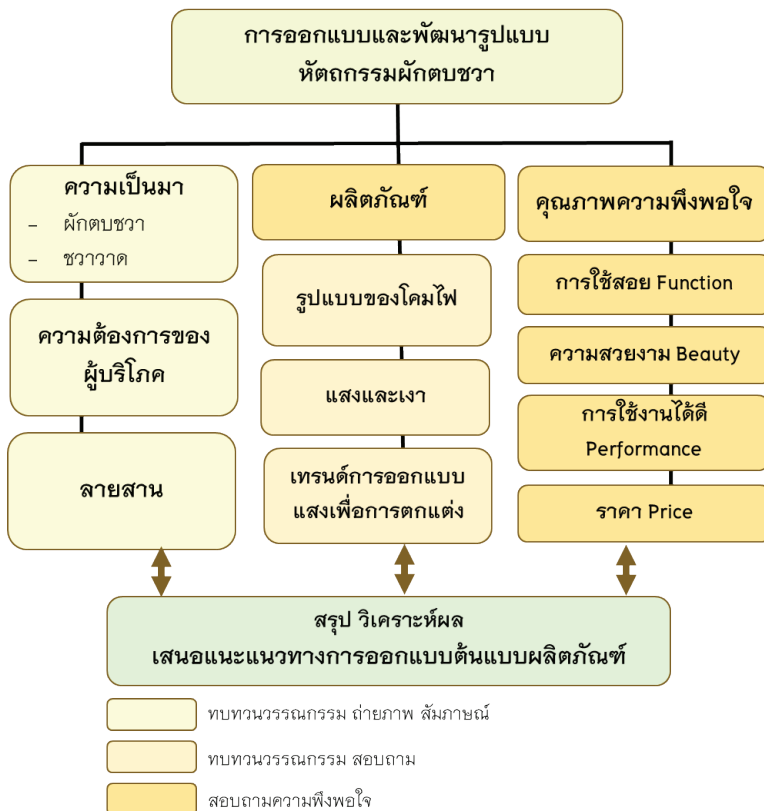 การออกแบบและพัฒนารูปแบบ
หัตถกรรมผักตบชวา
ความเป็นมา
- ผักตบชวา
- ชวาวาด
ความต้องการของ
ผู้บริโภค
ลายสาน
ผลิตภัณฑ์
รูปแบบของโคมไฟ
แสงและเงา
เทรนด์การออกแบบ
แสงเพื่อการตกแต่ง
คุณภาพความพึงพอใจ
การใช้สอย Function
ความสวยงาม Beauty
การใช้งานได้ดี
Performance
ราคา Price
สรุป วิเคราะห์ผล
เสนอแนะแนวทางการออกแบบต้นแบบผลิตภัณฑ์
ทบทวนวรรณกรรม ถ่ายภาพ สัมภาษณ์
ทบทวนวรรณกรรม สอบถาม
สอบถามความพึงพอใจ